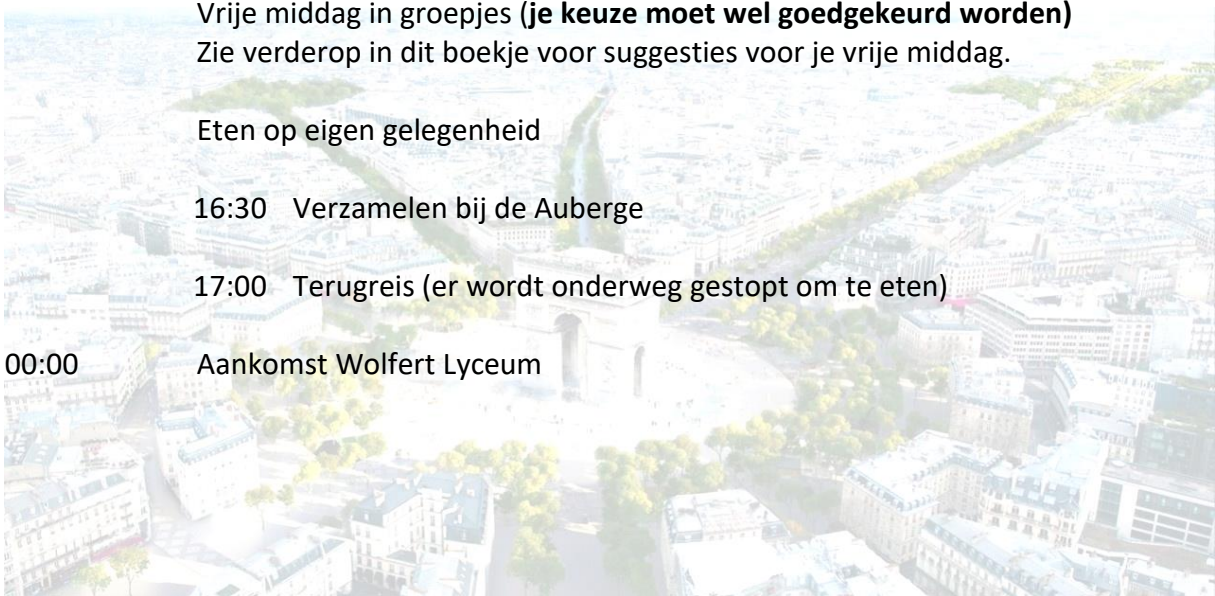 Vrije middag in groepjes (je keuze moet wel goedgekeurd worden)
Zie verderop in dit boekje voor suggesties voor je vrije middag.
Eten op eigen gelegenheid
16:30 Verzamelen bij de Auberge
17:00 Terugreis (er wordt onderweg gestopt om te eten)
00:00 Aankomst Wolfert Lyceum